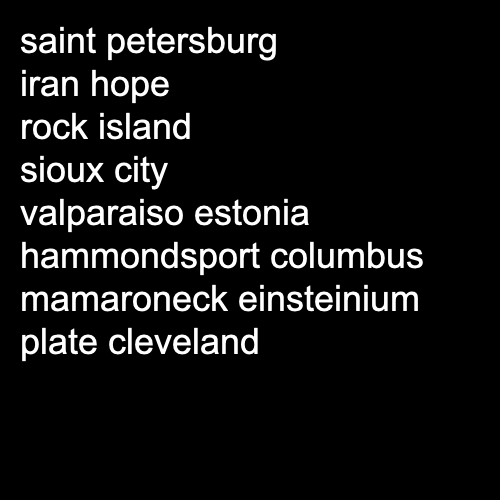 saint petersburg
iran hope
rock island
sioux city
valparaiso estonia
hammondsport columbus
mamaroneck einsteinium
plate cleveland